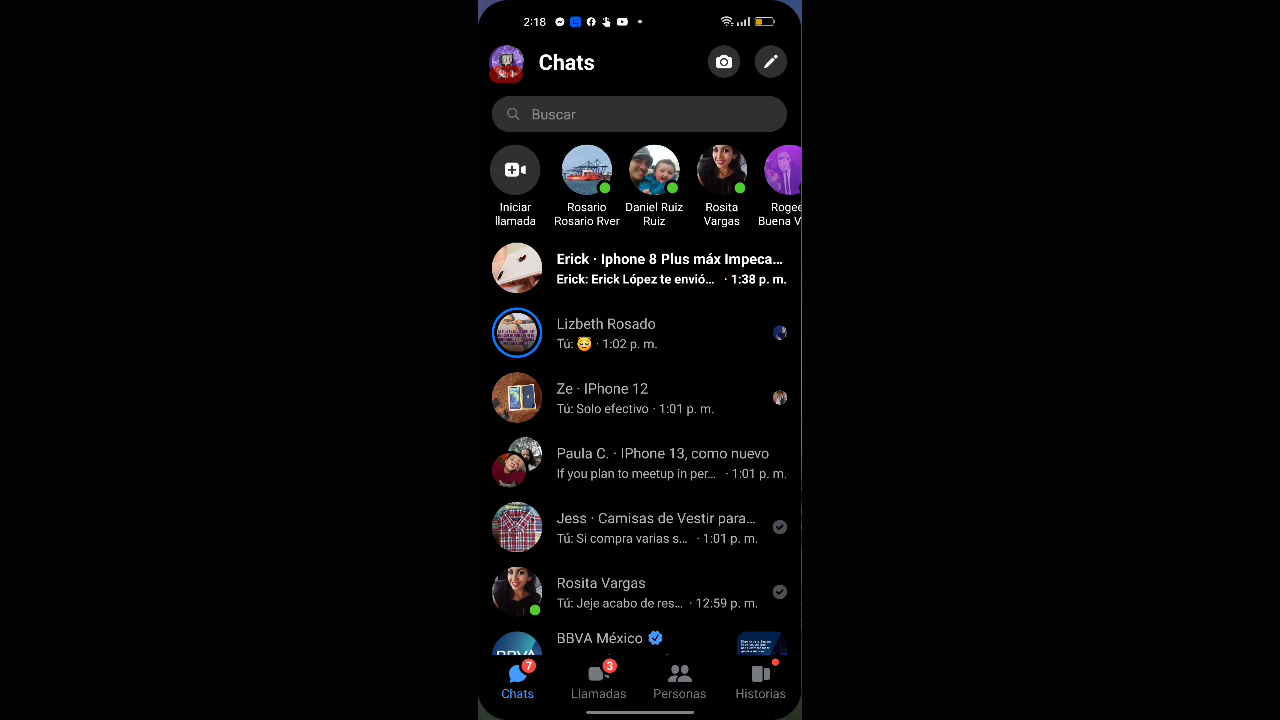 2:18
Chats
Buscar
Iniciar llamada
Rosario Rosario Rver
Daniel Ruiz Ruiz
Rosita Vargas
Buena V
Erick · Iphone 8 Plus máx Impeca...
Erick: Erick López te envió... · 1:38 p. m.
Lizbeth Rosado
Tú: 😇 · 1:02 p. m.
Ze · IPhone 12
Tú: Solo efectivo · 1:01 p. m.
Paula C. · IPhone 13, como nuevo
If you plan to meetup in per... · 1:01 p. m.
Jess · Camisas de Vestir para...
Tú: Si compra varias s... · 1:01 p. m.
Rosita Vargas
Tú: Jeje acabo de res... · 12:59 p. m.
BBVA México
BBVA
7
3
Chats
Llamadas
Personas
Historias